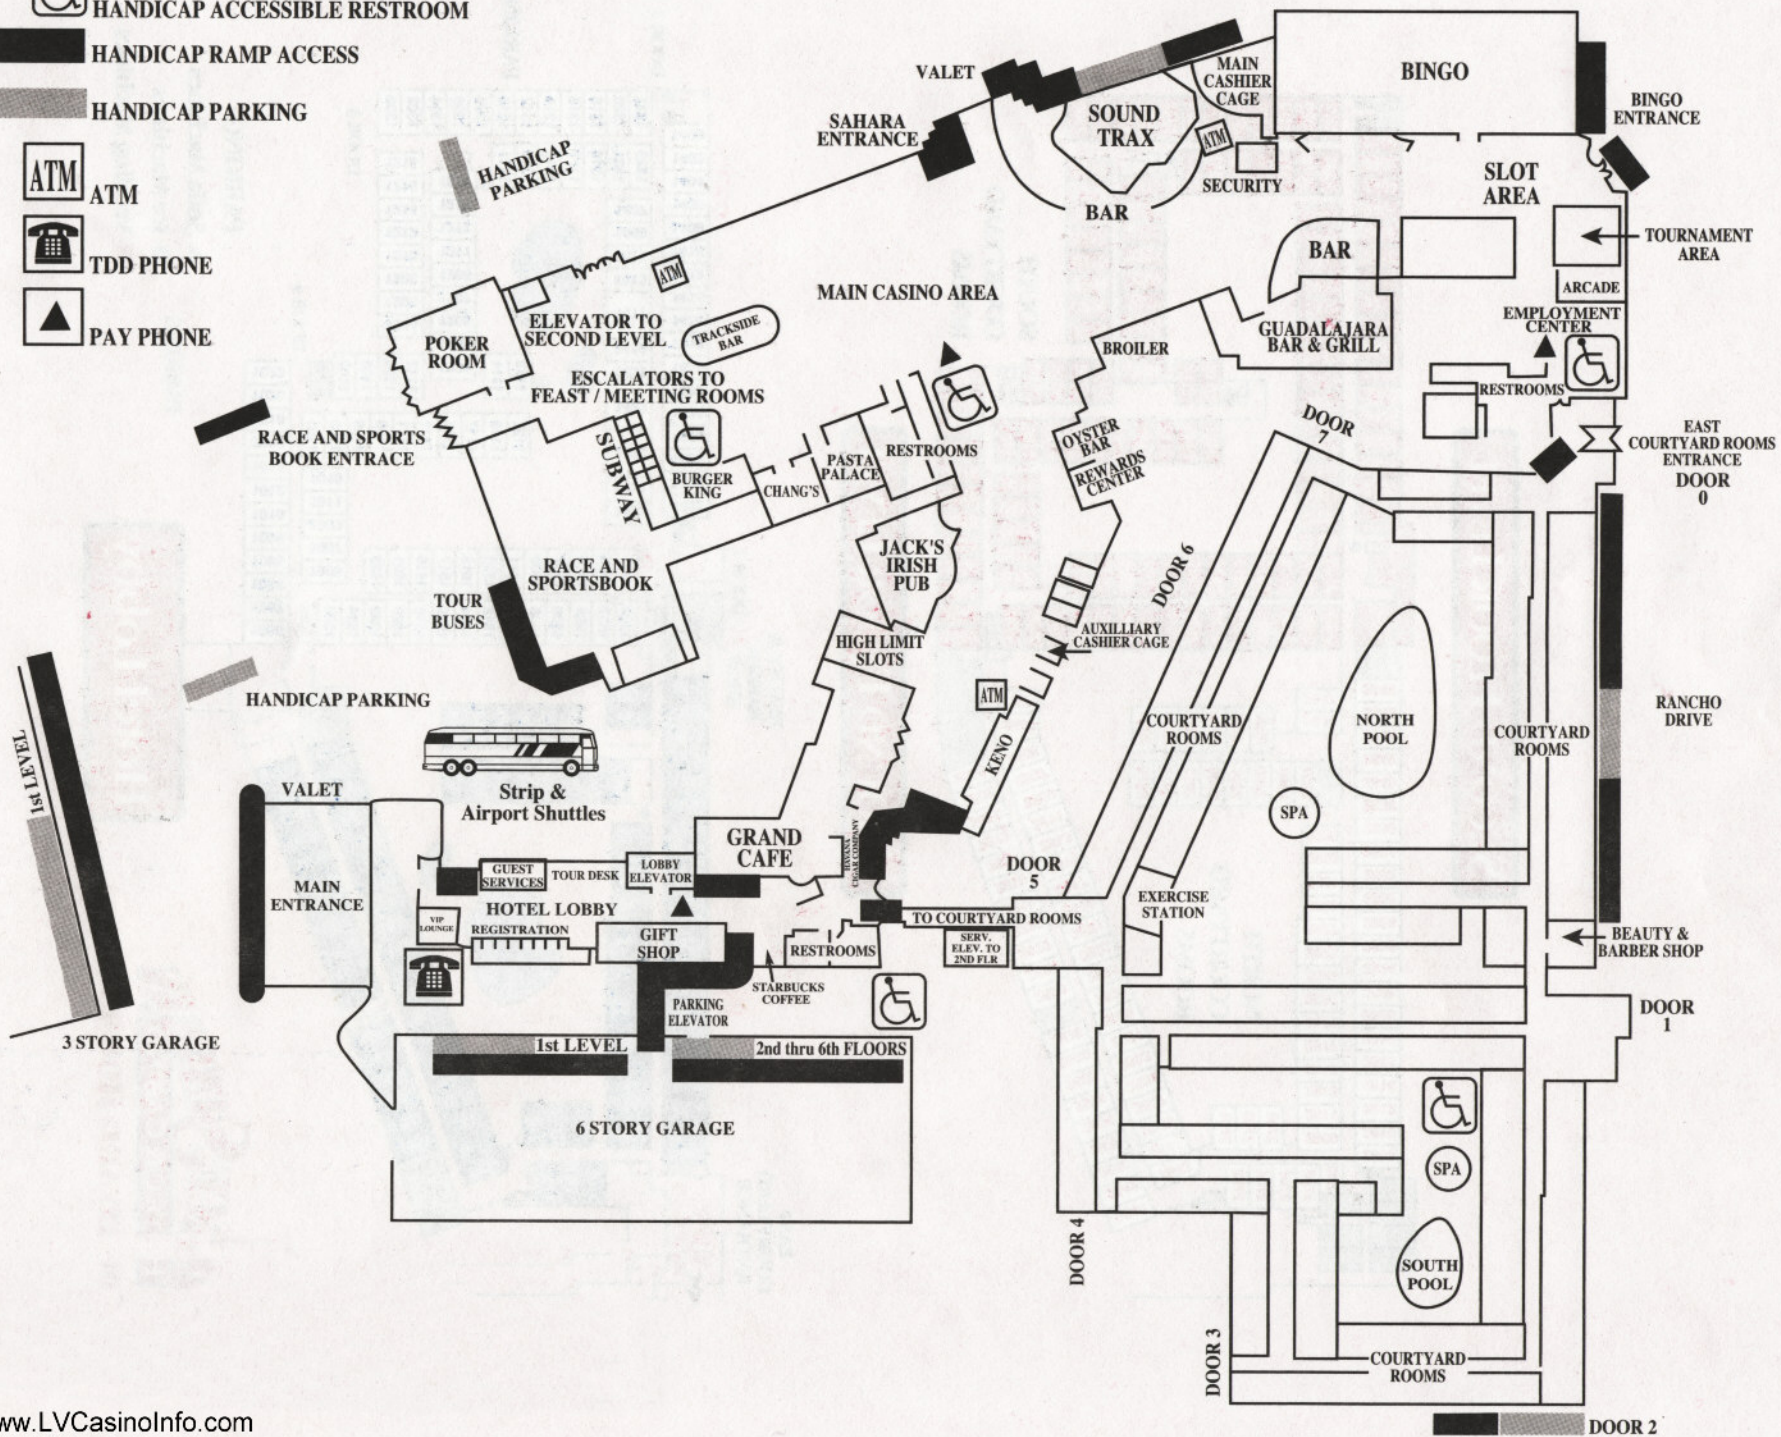 HANDICAP ACCESSIBLE RESTROOM
HANDICAP RAMP ACCESS
HANDICAP PARKING
ATM
ATM
TDD PHONE
PAY PHONE
HANDICAP
PARKING
VALET
SAHARA
ENTRANCE
SOUND
TRAX
MAIN
CASHIER
CAGE
ATM
SECURITY
BAR
BINGO
BINGO
ENTRANCE
SLOT
AREA
TOURNAMENT
AREA
BAR
ARCADE
EMPLOYMENT
CENTER
GUADALAJARA
BAR & GRILL
RESTROOMS
EAST
COURTYARD ROOMS
ENTRANCE
DOOR
0
ATM
MAIN CASINO AREA
ELEVATOR TO
SECOND LEVEL
TRACKSIDE
BAR
POKER
ROOM
ESCALATORS TO
FEAST / MEETING ROOMS
BROILER
RACE AND SPORTS
BOOK ENTRACE
SUBWAY
BURGER
KING
CHANG'S
PASTA
PALACE
RESTROOMS
OYSTER
BAR
REWARDS
CENTER
DOOR
7
RACE AND
SPORTSBOOK
JACK'S
IRISH
PUB
TOUR
BUSES
DOOR 6
HIGH LIMIT
SLOTS
AUXILLIARY
CASHIER CAGE
ATM
KENO
HANDICAP PARKING
COURTYARD
ROOMS
NORTH
POOL
COURTYARD
ROOMS
RANCHO
DRIVE
SPA
1st LEVEL
3 STORY GARAGE
Strip &
Airport Shuttles
VALET
MAIN
ENTRANCE
GRAND
CAFE
HAVANA
CIGAR COMPANY
GUEST
SERVICES
TOUR DESK
LOBBY
ELEVATOR
HOTEL LOBBY
VIP
LOUNGE
REGISTRATION
GIFT
SHOP
RESTROOMS
STARBUCKS
COFFEE
PARKING
ELEVATOR
DOOR
5
TO COURTYARD ROOMS
SERV.
ELEV. TO
2ND FLR
EXERCISE
STATION
BEAUTY &
BARBER SHOP
DOOR
1
1st LEVEL
2nd thru 6th FLOORS
6 STORY GARAGE
SPA
SOUTH
POOL
DOOR 4
DOOR 3
COURTYARD
ROOMS
DOOR 2
ww.LVCasinoInfo.com